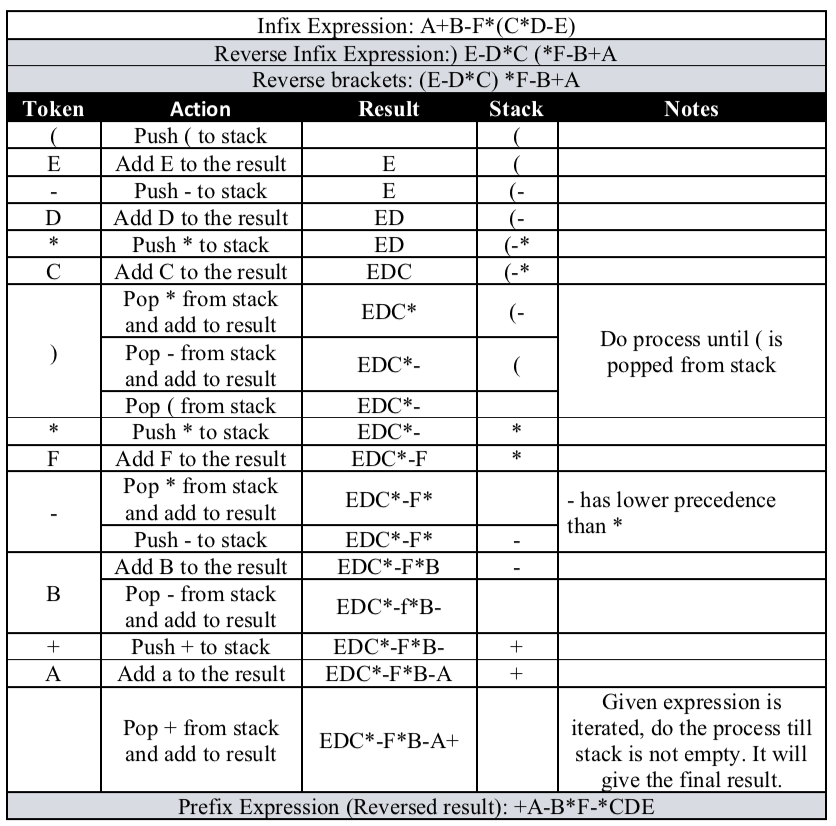 Infix Expression: A+B-F*(C*D-E)
Reverse Infix Expression:) E-D*C (*F-B+A
Reverse brackets: (E-D*C) *F-B+A
Token Action Result Stack Notes
( Push ( to stack (
E Add E to the result E (
- Push - to stack E (-
D Add D to the result ED (-
* Push * to stack ED (-*
C Add C to the result EDC (-*
)
Pop * from stack
and add to result
EDC* (-
Pop - from stack
and add to result
EDC*- (
Pop ( from stack EDC*-
Do process until ( is
popped from stack
* Push * to stack EDC*- *
F Add F to the result EDC*-F *
-
Pop * from stack
and add to result
EDC*-F*
Push - to stack EDC*-F* -
- has lower precedence
than *
B
Add B to the result EDC*-F*B -
Pop - from stack
and add to result
EDC*-f*B-
+ Push + to stack EDC*-F*B- +
A Add a to the result EDC*-F*B-A +
Pop + from stack
and add to result
EDC*-F*B-A+
Given expression is
iterated, do the process till
stack is not empty. It will
give the final result.
Prefix Expression (Reversed result): +A-B*F-*CDE